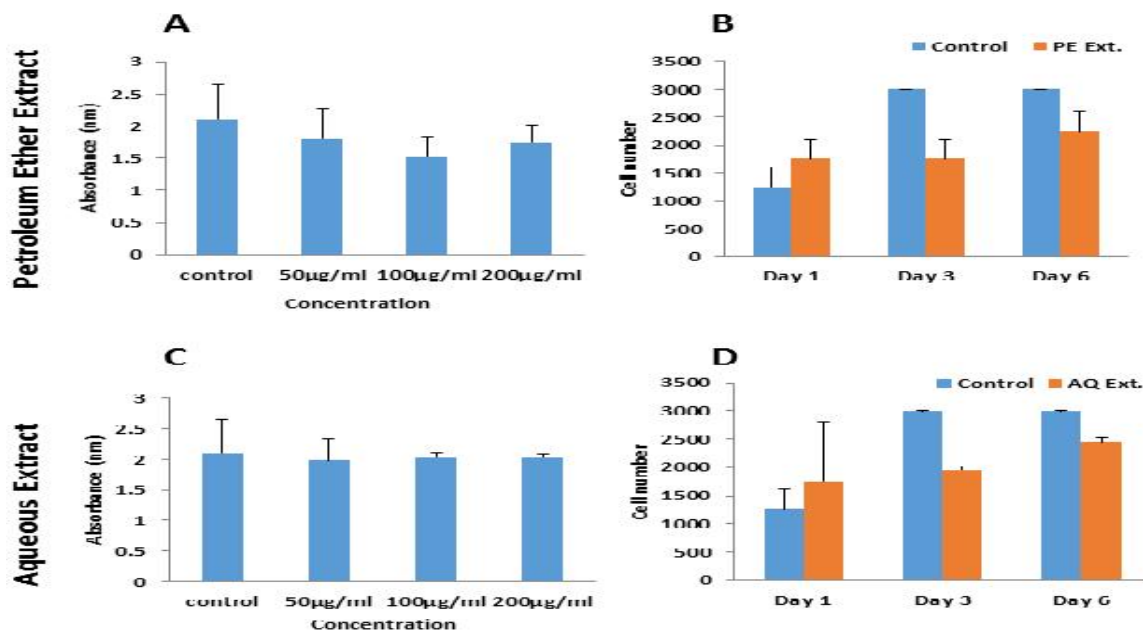 Petroleum Ether Extract
A
Absorbance (nm)
3
2.5
2
1.5
1
0.5
0
control 50µg/ml 100µg/ml 200µg/ml
Concentration
B
Control PE Ext.
Cell number
3500
3000
2500
2000
1500
1000
500
0
Day 1 Day 3 Day 6
Aqueous Extract
C
Absorbance (nm)
3
2.5
2
1.5
1
0.5
0
control 50µg/ml 100µg/ml 200µg/ml
Concentration
D
Control AQ Ext.
Cell number
3500
3000
2500
2000
1500
1000
500
0
Day 1 Day 3 Day 6